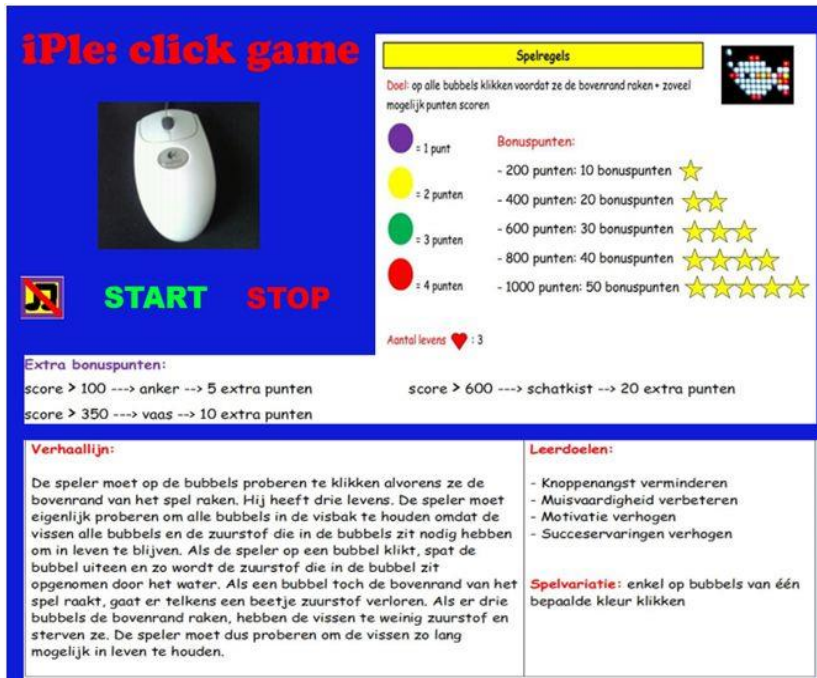 iPle: click game
START STOP
Spelregels
Doel: op alle bubbels klikken voordat ze de bovenrand raken + zoveel
mogelijk punten scoren
= 1 punt
= 2 punten
= 3 punten
= 4 punten
Bonuspunten:
- 200 punten: 10 bonuspunten
- 400 punten: 20 bonuspunten
- 600 punten: 30 bonuspunten
- 800 punten: 40 bonuspunten
- 1000 punten: 50 bonuspunten
Aantal levens : 3
Extra bonuspunten:
score > 100 ---> anker --> 5 extra punten
score > 350 ---> vaas --> 10 extra punten
score > 600 ---> schatkist --> 20 extra punten
Verhaallijn:
De speler moet op de bubbels proberen te klikken alvorens ze de
bovenrand van het spel raken. Hij heeft drie levens. De speler moet
eigenlijk proberen om alle bubbels in de visbak te houden omdat de
vissen alle bubbels en de zuurstof die in de bubbels zit nodig hebben
om in leven te blijven. Als de speler op een bubbel klikt, spat de
bubbel uiteen en zo wordt de zuurstof die in de bubbel zit
opgenomen door het water. Als een bubbel toch de bovenrand van het
spel raakt, gaat er telkens een beetje zuurstof verloren. Als er drie
bubbels de bovenrand raken, hebben de vissen te weinig zuurstof en
sterven ze. De speler moet dus proberen om de vissen zo lang
mogelijk in leven te houden.
Leerdoelen:
- Knoppenangst verminderen
- Muisvaardigheid verbeteren
- Motivatie verhogen
- Succeservaringen verhogen
Spelvariatie: enkel op bubbels van één
bepaalde kleur klikken